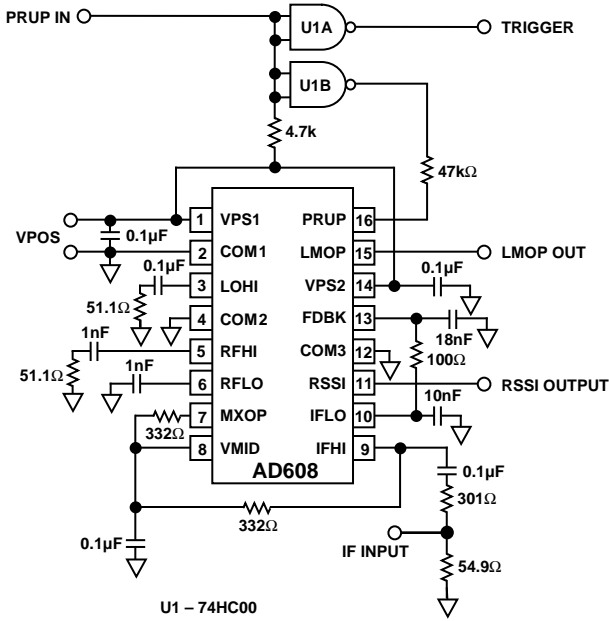 PRUP IN
U1A
TRIGGER
U1B
4.7k
47kΩ
VPOS
0.1µF
1 VPS1
PRUP 16
2 COM1
LMOP 15
LMOP OUT
0.1µF
3 LOHI
VPS2 14
0.1µF
51.1Ω
4 COM2
FDBK 13
18nF
1nF
5 RFHI
COM3 12
100Ω
51.1Ω
1nF
6 RFLO
RSSI 11
RSSI OUTPUT
7 MXOP
IFLO 10
10nF
332Ω
8 VMID
IFHI 9
AD608
0.1µF
301Ω
332Ω
0.1µF
IF INPUT
54.9Ω
U1 – 74HC00